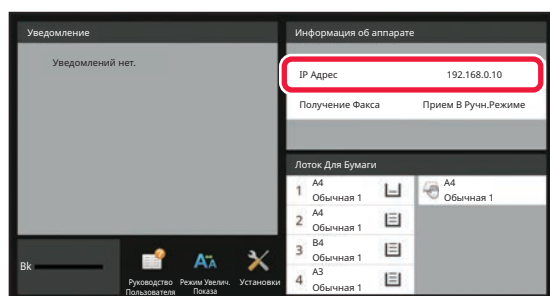 Уведомление
Уведомлений нет.
Информация об аппарате
IP Адрес 192.168.0.10
Получение Факса Прием В Ручн.Режиме
Лоток Для Бумаги
1 A4
Обычная 1
A4
Обычная 1
2 A4
Обычная 1
3 B4
Обычная 1
4 A3
Обычная 1
Bk
Руководство
Пользователя
AA
Режим Увелич.
Показа
Установки